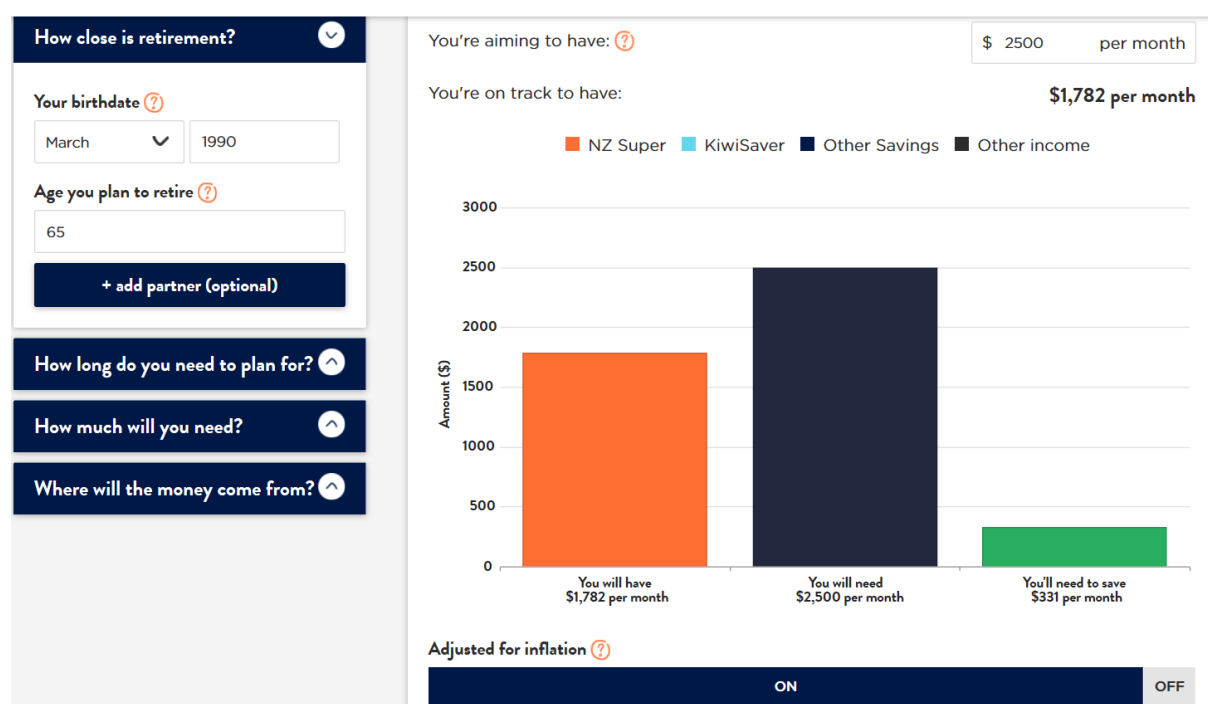 How close is retirement?
Your birthdate ?
March 1990
Age you plan to retire ?
65
+ add partner (optional)
How long do you need to plan for?
How much will you need?
Where will the money come from?
You're aiming to have: ? $ 2500 per month
You're on track to have: $1,782 per month
NZ Super KiwiSaver Other Savings Other income
Amount ($)
3000
2500
2000
1500
1000
500
0
You will have
$1,782 per month
You will need
$2,500 per month
You'll need to save
$331 per month
Adjusted for inflation ?
ON OFF